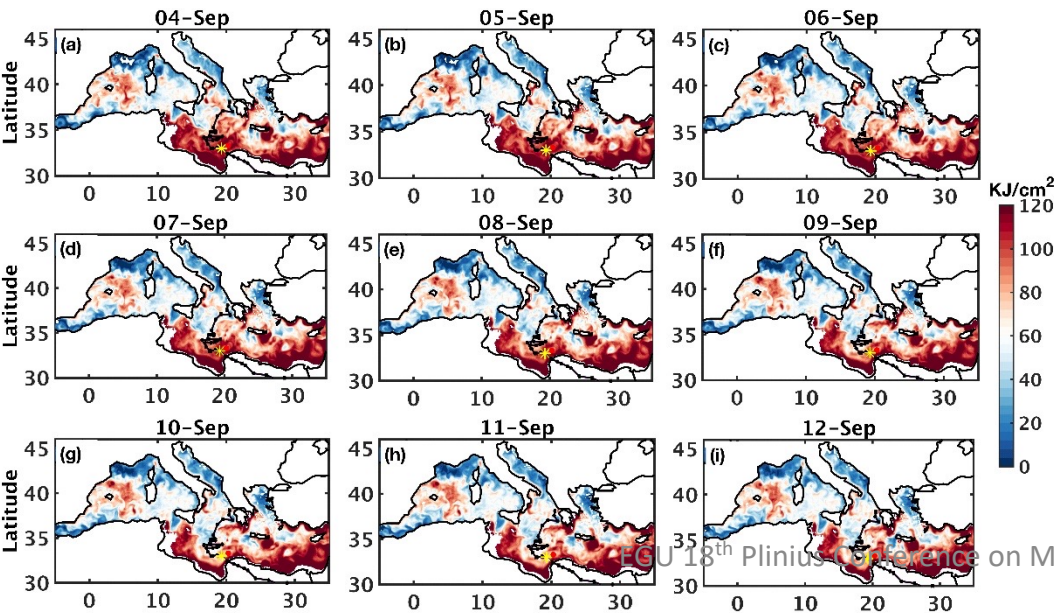 04-Sep 05-Sep 06-Sep
45 (a) 45 (b) 45 (c)
Latitude
40 40 40
35 35 35
30 30 30
0 10 20 30 0 10 20 30 0 10 20 30
KJ/cm²
120
100
80
60
40
20
0
07-Sep 08-Sep 09-Sep
45 (d) 45 (e) 45 (f)
Latitude
40 40 40
35 35 35
30 30 30
0 10 20 30 0 10 20 30 0 10 20 30
10-Sep 11-Sep 12-Sep
45 (g) 45 (h) 45 (i)
Latitude
40 40 40
35 35 35
30 30 30
0 10 20 30 0 10 20 30 0 10 20 30
EGU 18th Plinius Conference on M